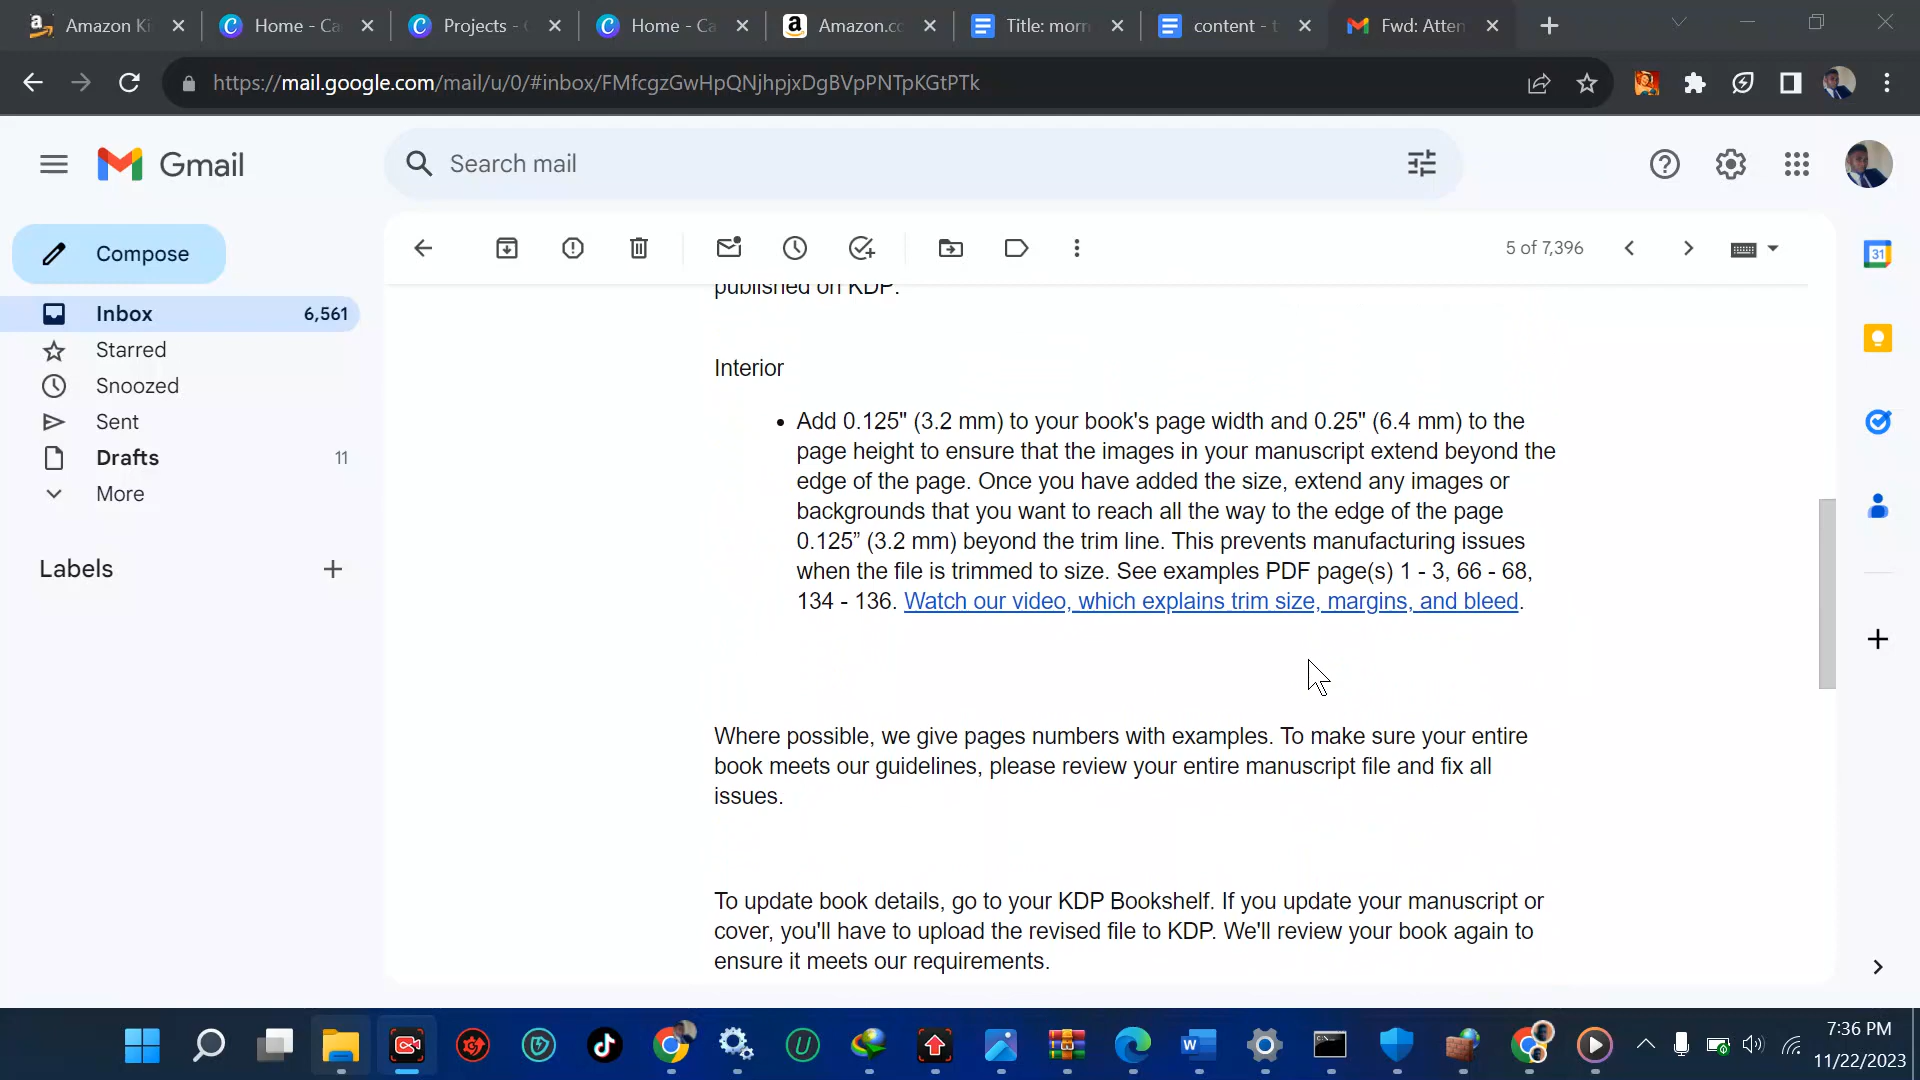 Amazon Ki
Home - Ca
Projects - C
Home - Ca
Amazon.co
Title: morn
content - t
Fwd: Atten
https://mail.google.com/mail/u/0/#inbox/FMfcgzGwHpQNjhpjxDgBVpPNTpKGtPTk
Gmail
Search mail
Compose
5 of 7,396
Inbox 6,561
Starred
Snoozed
Sent
Drafts 11
More
Labels
published on KDP.
Interior
• Add 0.125" (3.2 mm) to your book's page width and 0.25" (6.4 mm) to the
page height to ensure that the images in your manuscript extend beyond the
edge of the page. Once you have added the size, extend any images or
backgrounds that you want to reach all the way to the edge of the page
0.125” (3.2 mm) beyond the trim line. This prevents manufacturing issues
when the file is trimmed to size. See examples PDF page(s) 1 - 3, 66 - 68,
134 - 136. Watch our video, which explains trim size, margins, and bleed.
Where possible, we give pages numbers with examples. To make sure your entire
book meets our guidelines, please review your entire manuscript file and fix all
issues.
To update book details, go to your KDP Bookshelf. If you update your manuscript or
cover, you'll have to upload the revised file to KDP. We'll review your book again to
ensure it meets our requirements.
31
7:36 PM
11/22/2023